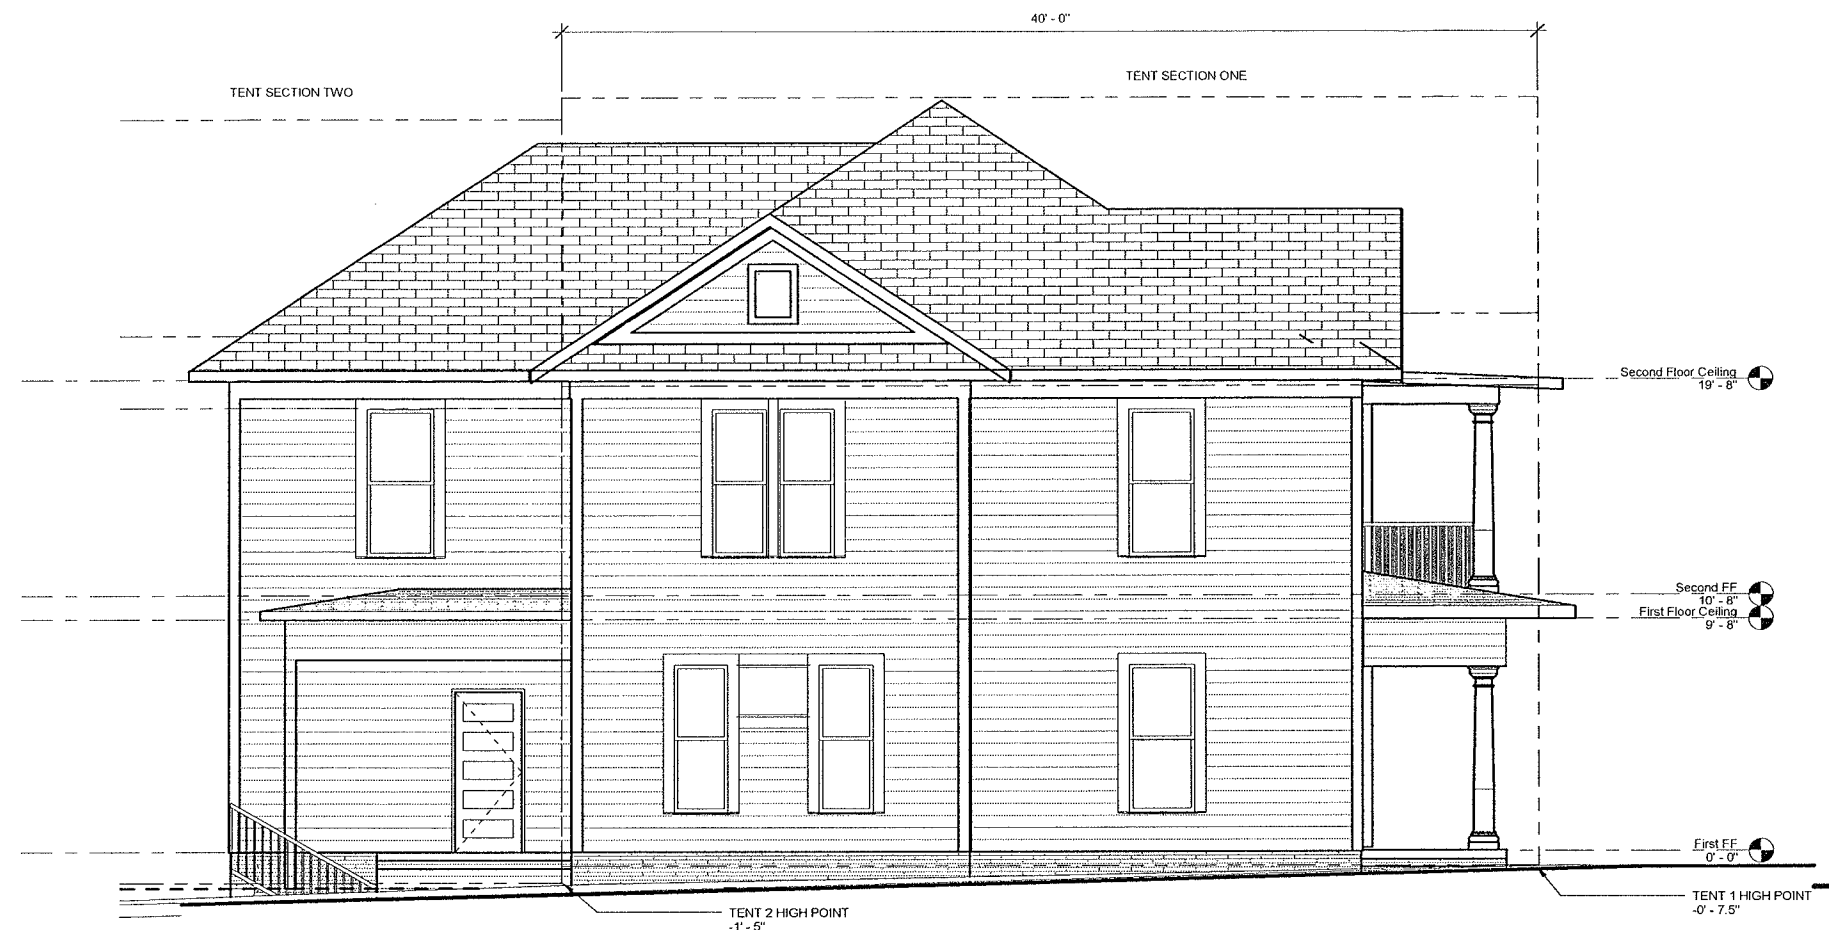 40' - 0"
TENT SECTION ONE
TENT SECTION TWO
Second Floor Ceiling
19' - 8"
Second FF
10' - 8"
First Floor Ceiling
9' - 8"
First FF
0' - 0"
TENT 1 HIGH POINT
-0' - 7.5"
TENT 2 HIGH POINT
-1' - 5"